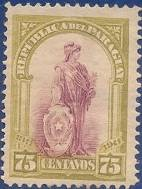 REPUBLICA DEL PARAGUAY
1811 1911
75 CENTAVOS 75